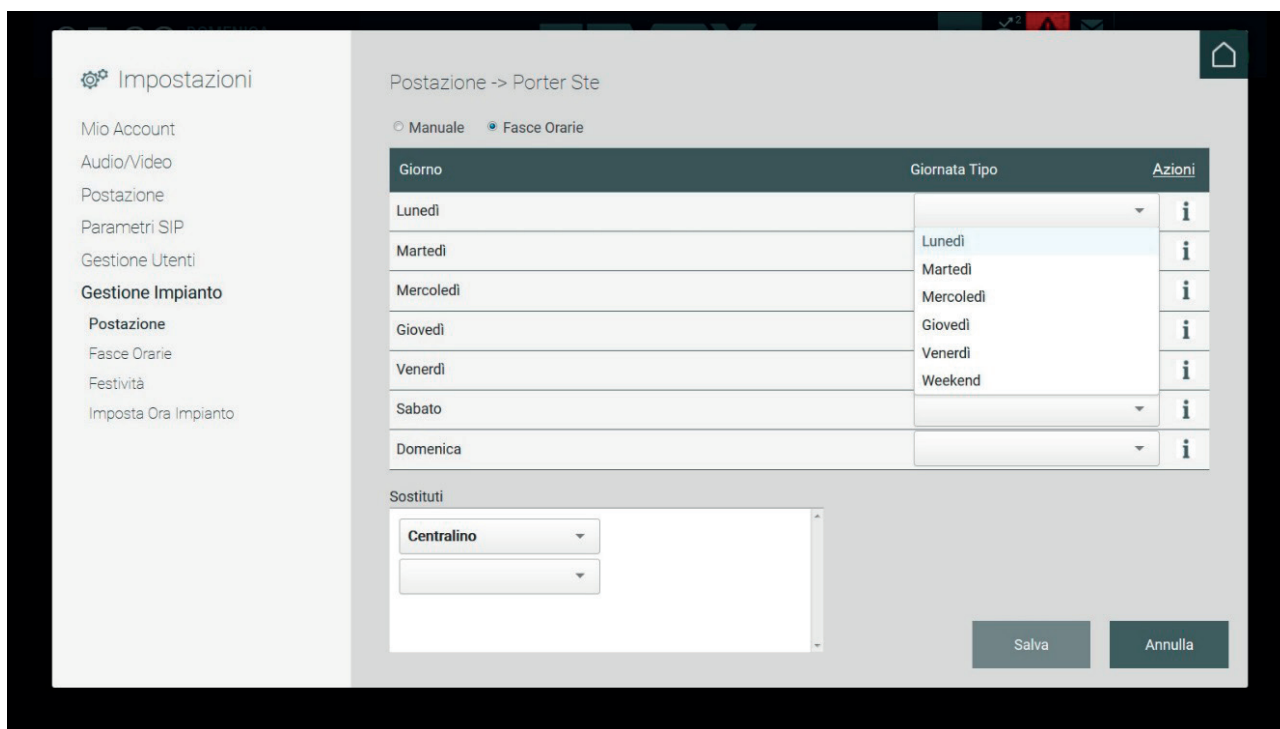 Impostazioni
Mio Account
Audio/Video
Postazione
Parametri SIP
Gestione Utenti
Gestione Impianto
Postazione
Fasce Orarie
Festività
Imposta Ora Impianto
Postazione -> Porter Ste
Manuale Fasce Orarie
Giorno Giornata Tipo Azioni
Lunedì
Martedì
Mercoledì
Giovedì
Venerdì
Sabato
Domenica
Lunedì
Martedì
Mercoledì
Giovedì
Venerdì
Weekend
Sostituti
Centralino
Salva Annulla